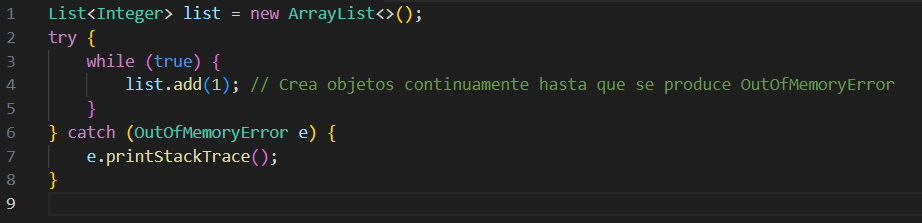 1 List<Integer> list = new ArrayList<>();
2 try {
3     while (true) {
4         list.add(1); // Crea objetos continuamente hasta que se produce OutOfMemoryError
5     }
6 } catch (OutOfMemoryError e) {
7     e.printStackTrace();
8 }
9